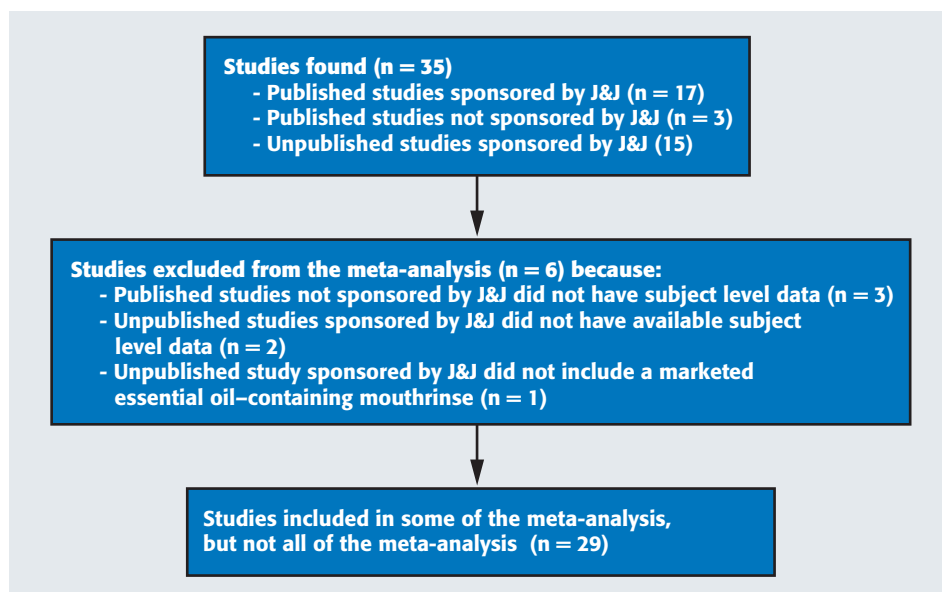 Studies found (n = 35)
- Published studies sponsored by J&J (n = 17)
- Published studies not sponsored by J&J (n = 3)
- Unpublished studies sponsored by J&J (15)
Studies excluded from the meta-analysis (n = 6) because:
- Published studies not sponsored by J&J did not have subject level data (n = 3)
- Unpublished studies sponsored by J&J did not have available subject
level data (n = 2)
- Unpublished study sponsored by J&J did not include a marketed
essential oil–containing mouthrinse (n = 1)
Studies included in some of the meta-analysis,
but not all of the meta-analysis (n = 29)